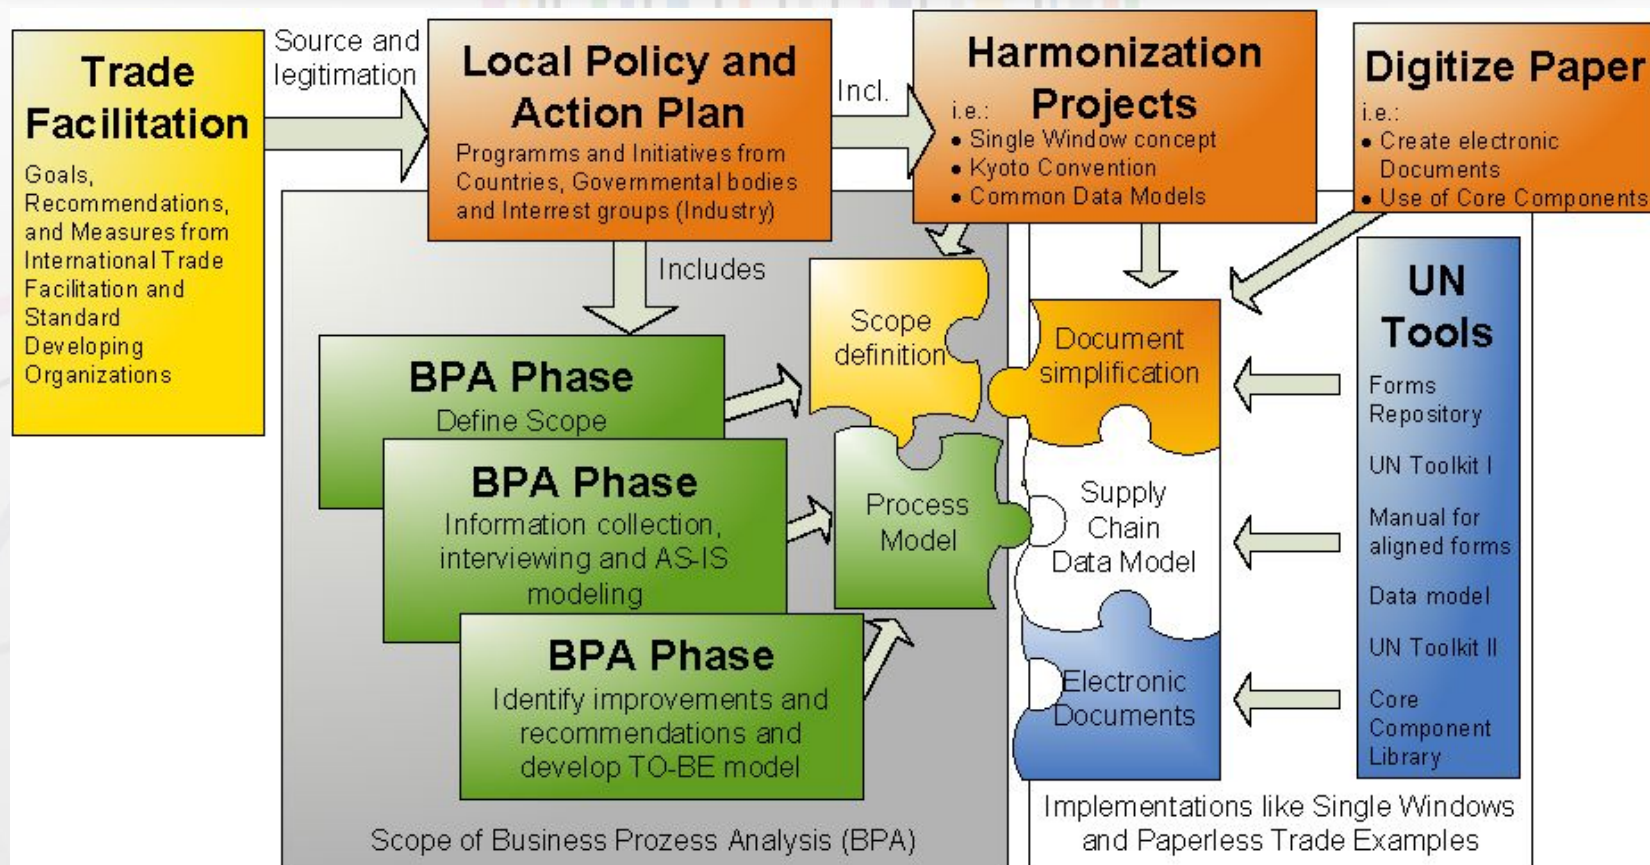 Trade
Facilitation
Goals,
Recommendations,
and Measures from
International Trade
Facilitation and
Standard
Developing
Organizations
Source and
legitimation
Local Policy and
Action Plan
Programms and Initiatives from
Countries, Governmental bodies
and Interrest groups (Industry)
Incl.
Harmonization
Projects
i.e.:
• Single Window concept
• Kyoto Convention
• Common Data Models
Digitize Paper
i.e.:
• Create electronic
Documents
• Use of Core Components
Includes
BPA Phase
Define Scope
BPA Phase
Information collection,
interviewing and AS-IS
modeling
BPA Phase
Identify improvements and
recommendations and
develop TO-BE model
Scope
definition
Process
Model
Scope of Business Prozess Analysis (BPA)
Document
simplification
Supply
Chain
Data Model
Electronic
Documents
UN
Tools
Forms
Repository
UN Toolkit I
Manual for
aligned forms
Data model
UN Toolkit II
Core
Component
Library
Implementations like Single Windows
and Paperless Trade Examples